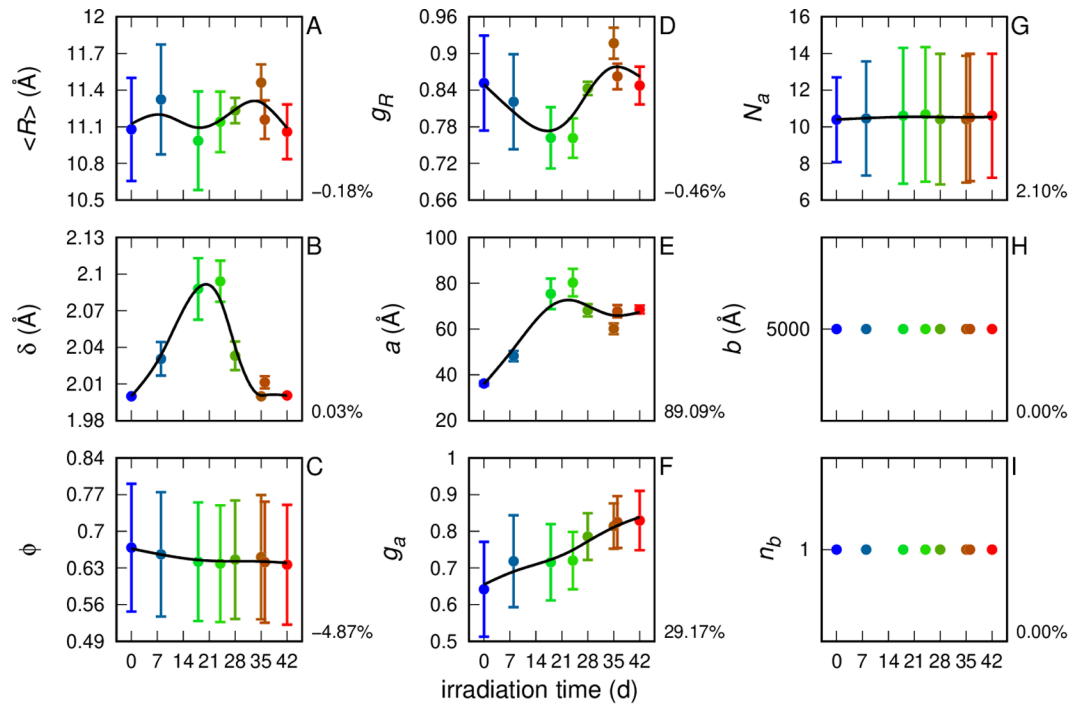 A
12
11.7
11.4
11.1
10.8
10.5
<R> (Å)
−0.18%
D
0.96
0.9
0.84
0.78
0.72
0.66
g_R
−0.46%
G
16
14
12
10
8
6
N_a
2.10%
B
2.13
2.1
2.07
2.04
2.01
1.98
δ (Å)
0.03%
E
100
80
60
40
20
a (Å)
89.09%
H
5000
b (Å)
0.00%
C
0.84
0.77
0.7
0.63
0.56
0.49
ϕ
−4.87%
0 7 14 21 28 35 42
F
1
0.9
0.8
0.7
0.6
0.5
g_a
29.17%
0 7 14 21 28 35 42
I
1
n_b
0.00%
0 7 14 21 28 35 42
irradiation time (d)